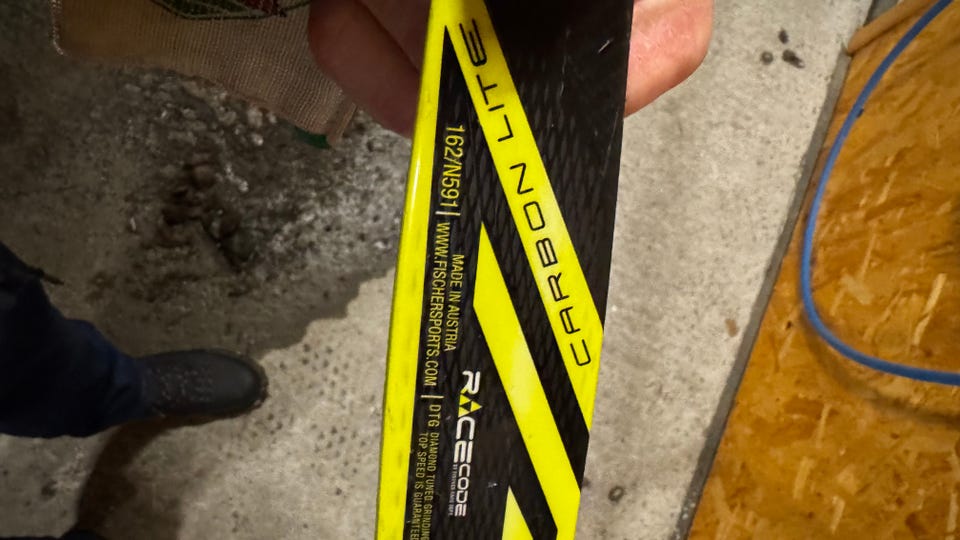 CARBON LITE
162/N591 | WWW.FISCHERSPORTS.COM | DTG DIAMOND TUNED GRINDING
MADE IN AUSTRIA
TOP SPEED IS GUARANTEED
RACECODE